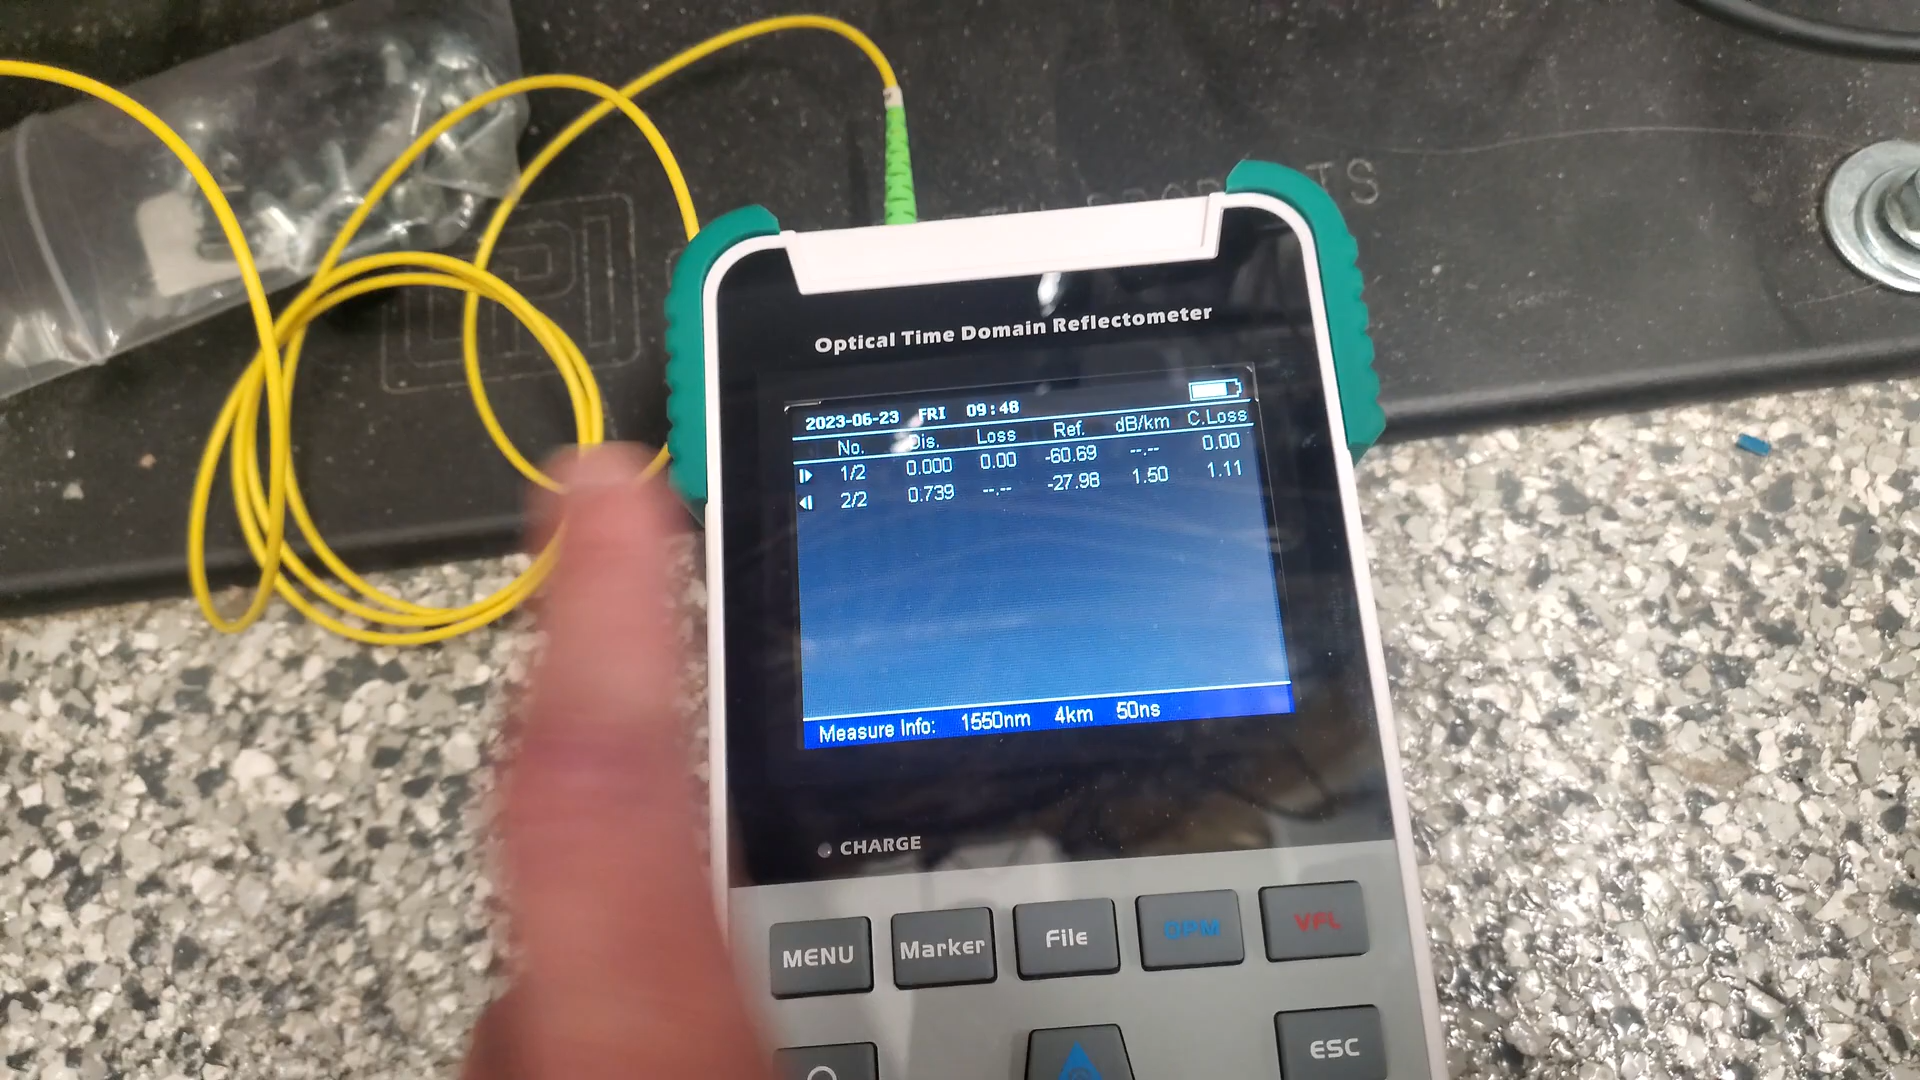 Optical Time Domain Reflectometer
2023-06-23 FRI 09:48
No. Dis. Loss Ref. dB/km C.Loss
1/2 0.000 0.00 -60.69 --.-- 0.00
2/2 0.739 --.-- -27.98 1.50 1.11
Measure Info: 1550nm 4km 50ns
CHARGE
MENU Marker File OPM VFL
ESC